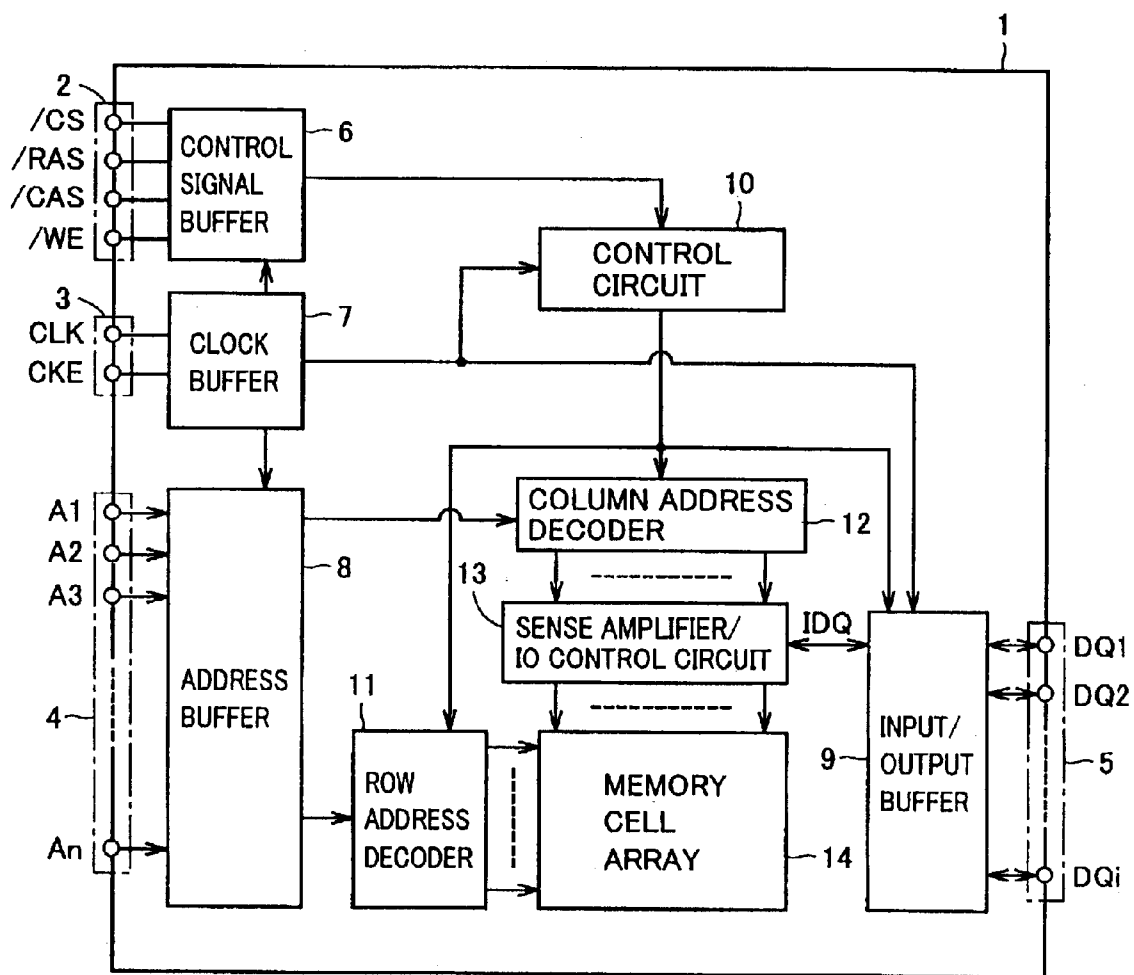 1
2
/CS
/RAS
/CAS
/WE
CONTROL
SIGNAL
BUFFER
6
10
CONTROL
CIRCUIT
3
CLK
CKE
CLOCK
BUFFER
7
A1
A2
A3
An
4
ADDRESS
BUFFER
8
COLUMN ADDRESS
DECODER
12
13
SENSE AMPLIFIER/
IO CONTROL CIRCUIT
IDQ
11
ROW
ADDRESS
DECODER
MEMORY
CELL
ARRAY
14
9
INPUT/
OUTPUT
BUFFER
DQ1
DQ2
5
DQi